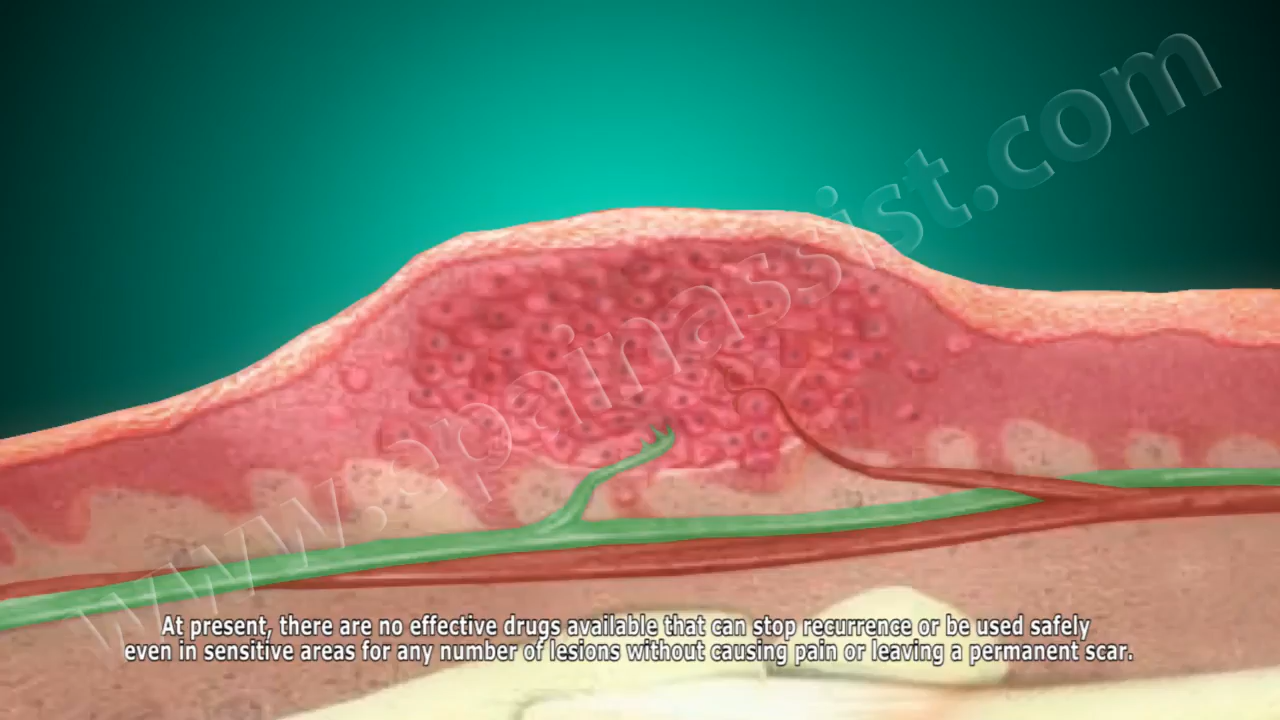 www.epainassist.com
At present, there are no effective drugs available that can stop recurrence or be used safely
even in sensitive areas for any number of lesions without causing pain or leaving a permanent scar.